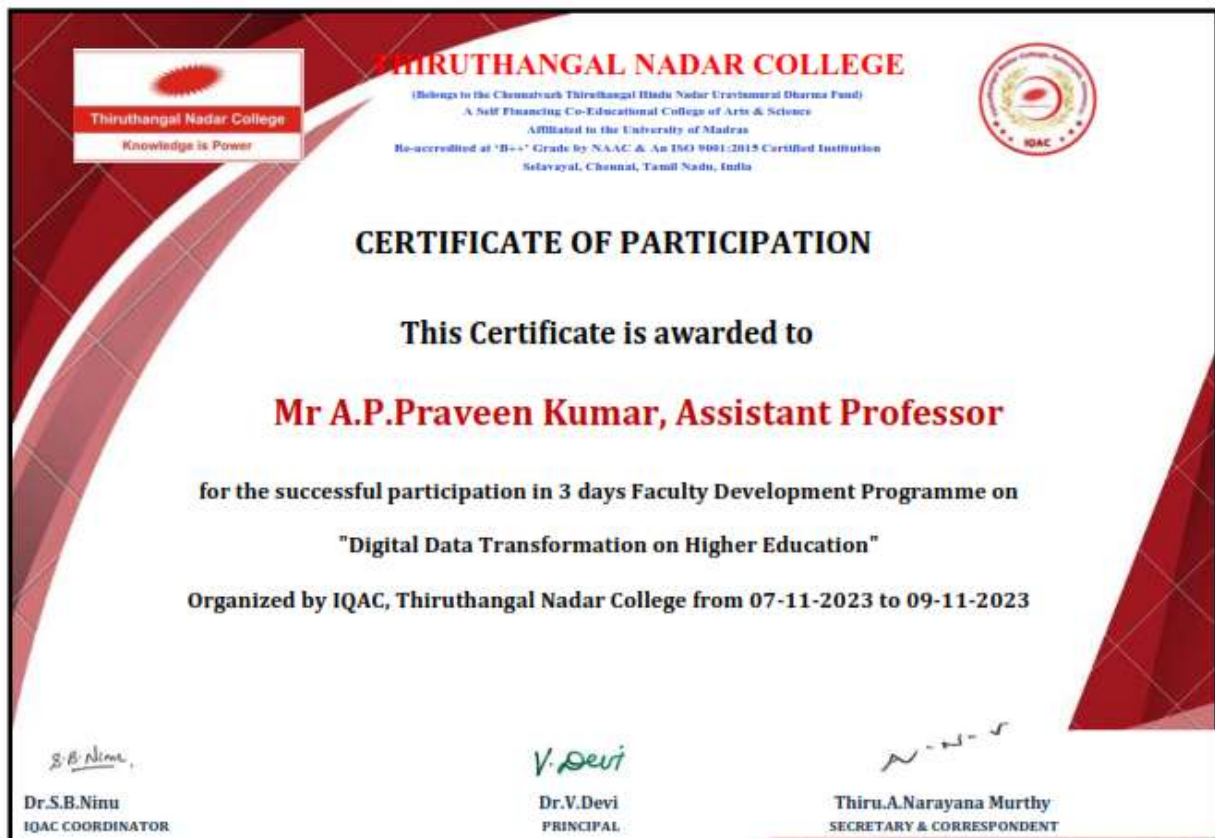 Thiruthangal Nadar College
Knowledge is Power
THIRUTHANGAL NADAR COLLEGE
(Belongs to the Chennaivazh Thiruthangal Hindu Nadar Uravinmurai Dharma Fund)
A Self Financing Co-Educational College of Arts & Science
Affiliated to the University of Madras
Re-accredited at 'B++' Grade by NAAC & An ISO 9001:2015 Certified Institution
Selavayal, Chennai, Tamil Nadu, India
IQAC
CERTIFICATE OF PARTICIPATION
This Certificate is awarded to
Mr A.P.Praveen Kumar, Assistant Professor
for the successful participation in 3 days Faculty Development Programme on
"Digital Data Transformation on Higher Education"
Organized by IQAC, Thiruthangal Nadar College from 07-11-2023 to 09-11-2023
V. Devi
Dr.S.B.Ninu
IQAC COORDINATOR
Dr.V.Devi
PRINCIPAL
Thiru.A.Narayana Murthy
SECRETARY & CORRESPONDENT